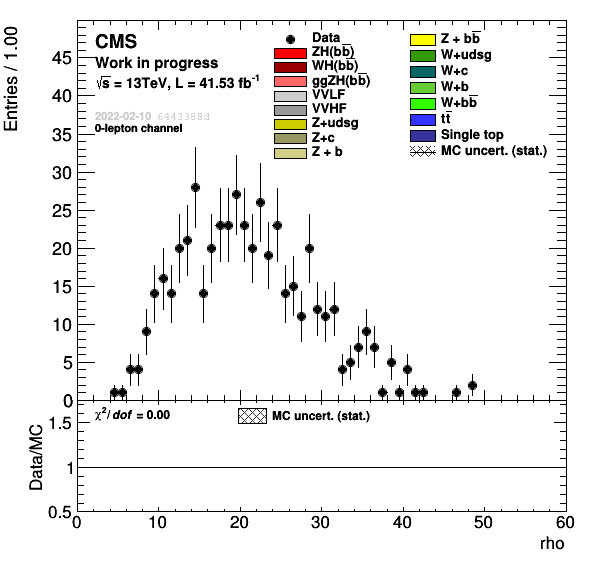 CMS
Work in progress
√s = 13TeV, L = 41.53 fb⁻¹
2022-02-10 6443388d
0-lepton channel
Data
ZH(bb̅)
WH(bb̅)
ggZH(bb̅)
VVLF
VVHF
Z+udsg
Z+c
Z + b
Z + bb̅
W+udsg
W+c
W+b
W+bb̅
tt̅
Single top
MC uncert. (stat.)
Entries / 1.00
45
40
35
30
25
20
15
10
5
0
χ²/dof = 0.00
MC uncert. (stat.)
Data/MC
1.5
1
0.5
0 10 20 30 40 50 60
rho